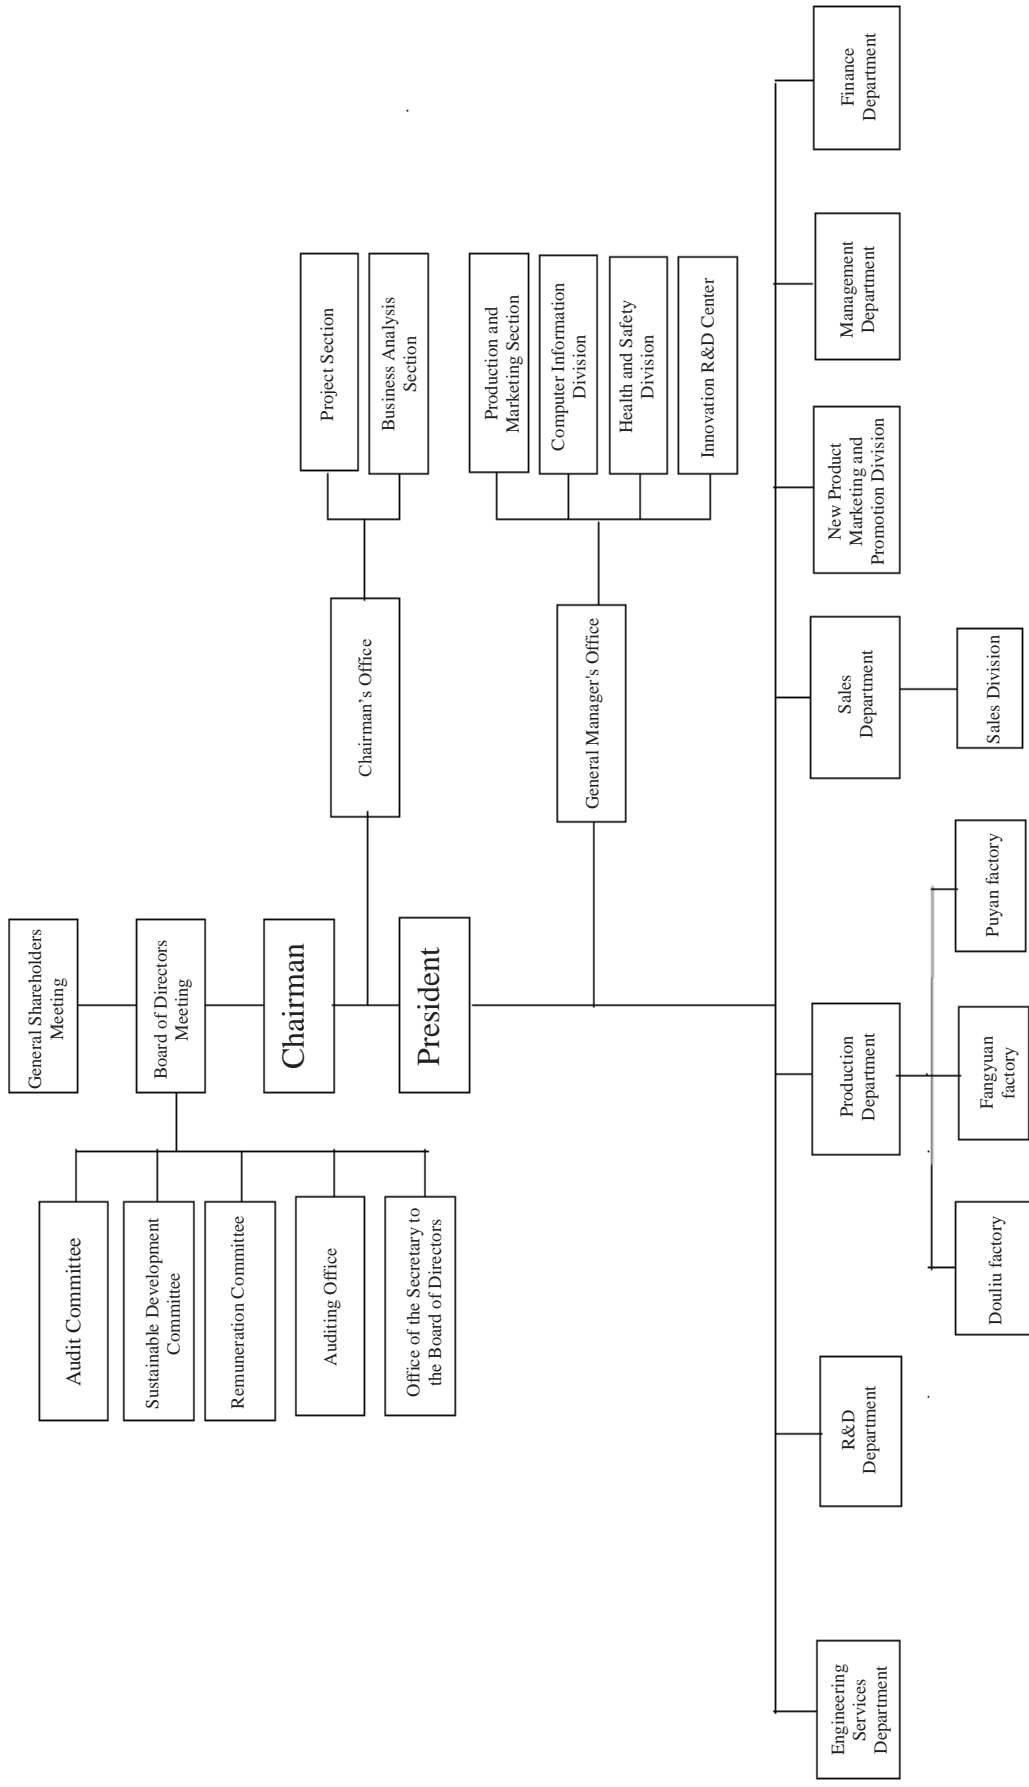 General Shareholders
Meeting
Board of Directors
Meeting
Audit Committee
Sustainable Development
Committee
Remuneration Committee
Auditing Office
Office of the Secretary to
the Board of Directors
Chairman
Chairman's Office
Project Section
Business Analysis
Section
President
General Manager's Office
Production and
Marketing Section
Computer Information
Division
Health and Safety
Division
Innovation R&D Center
Engineering
Services
Department
R&D
Department
Production
Department
Douliu factory
Fangyuan
factory
Puyan factory
Sales
Department
Sales Division
New Product
Marketing and
Promotion Division
Management
Department
Finance
Department